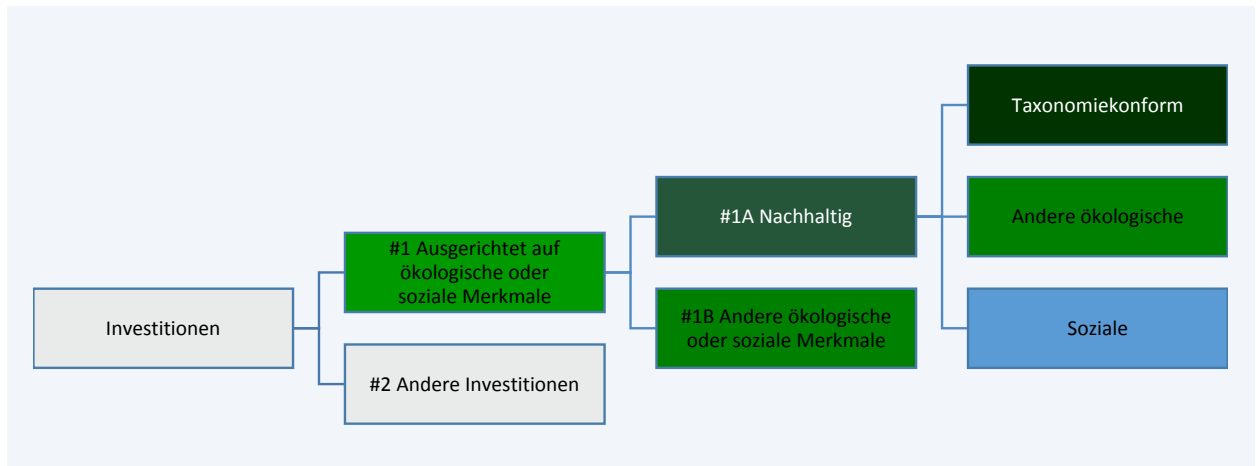 Investitionen
#1 Ausgerichtet auf
ökologische oder
soziale Merkmale
#2 Andere Investitionen
#1A Nachhaltig
#1B Andere ökologische
oder soziale Merkmale
Taxonomiekonform
Andere ökologische
Soziale